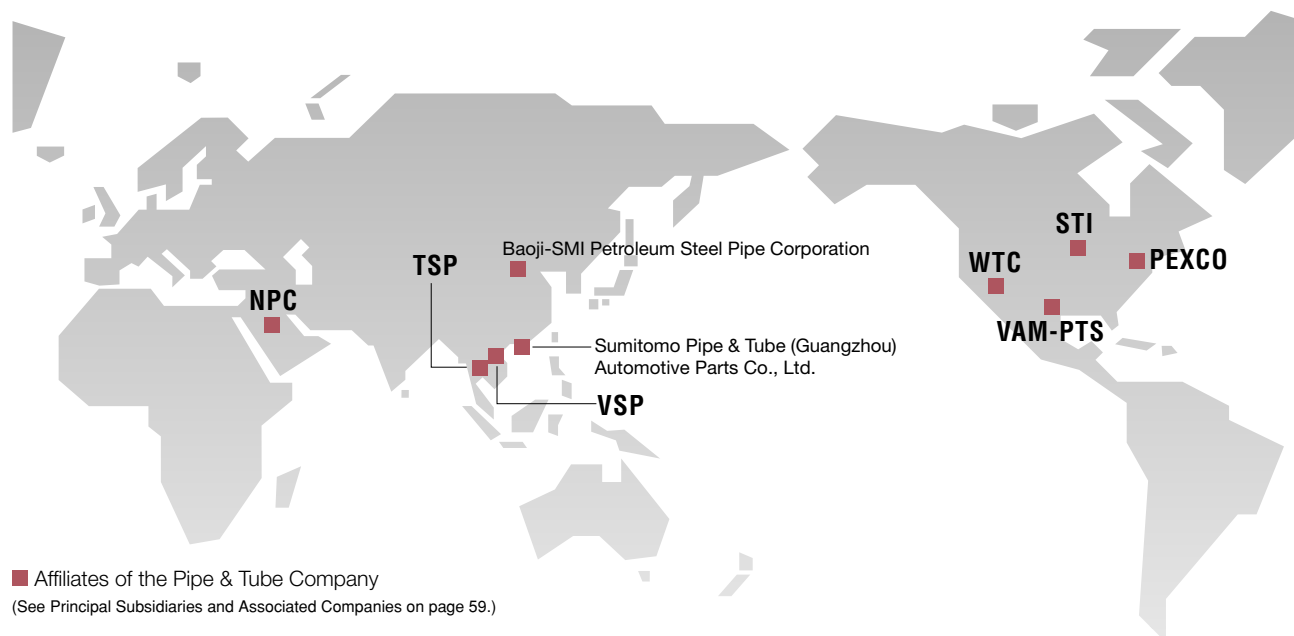 STI
Baoji-SMI Petroleum Steel Pipe Corporation
TSP
WTC
PEXCO
NPC
VAM-PTS
Sumitomo Pipe & Tube (Guangzhou)
Automotive Parts Co., Ltd.
VSP
Affiliates of the Pipe & Tube Company
(See Principal Subsidiaries and Associated Companies on page 59.)